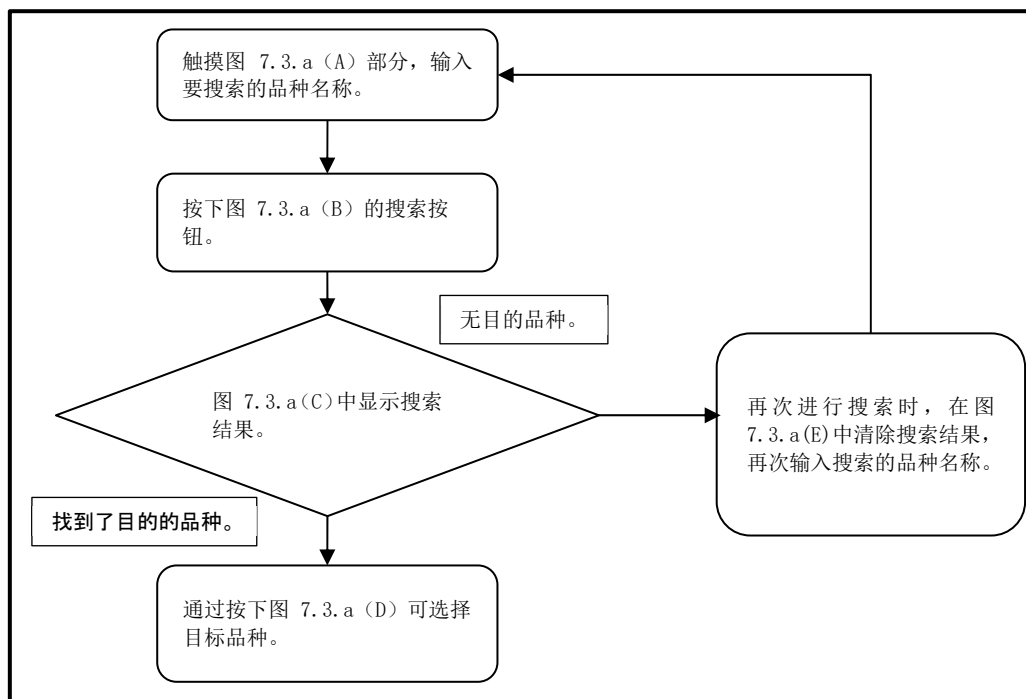 触摸图 7.3.a（A）部分，输入
要搜索的品种名称。
按下图 7.3.a（B）的搜索按
钮。
无目的品种。
图 7.3.a(C)中显示搜索
结果。
再次进行搜索时，在图
7.3.a(E)中清除搜索结果，
再次输入搜索的品种名称。
找到了目的的品种。
通过按下图 7.3.a（D）可选择
目标品种。